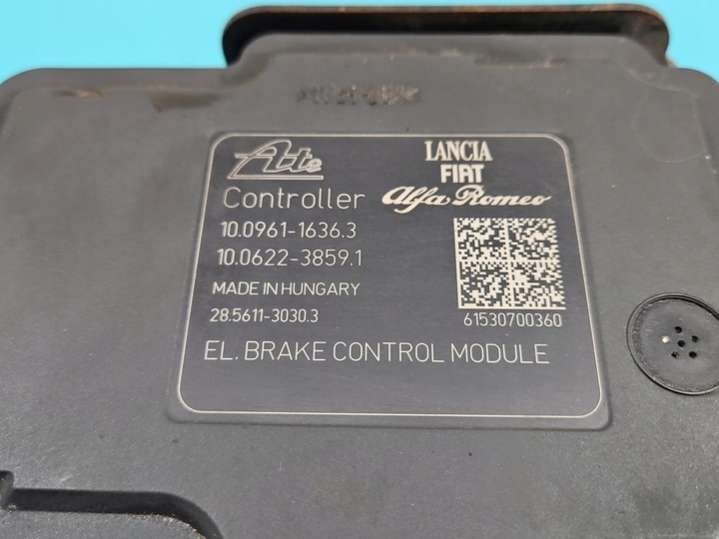 Ate
LANCIA
FIAT
Alfa Romeo
Controller
10.0961-1636.3
10.0622-3859.1
MADE IN HUNGARY
28.5611-3030.3
61530700360
EL. BRAKE CONTROL MODULE